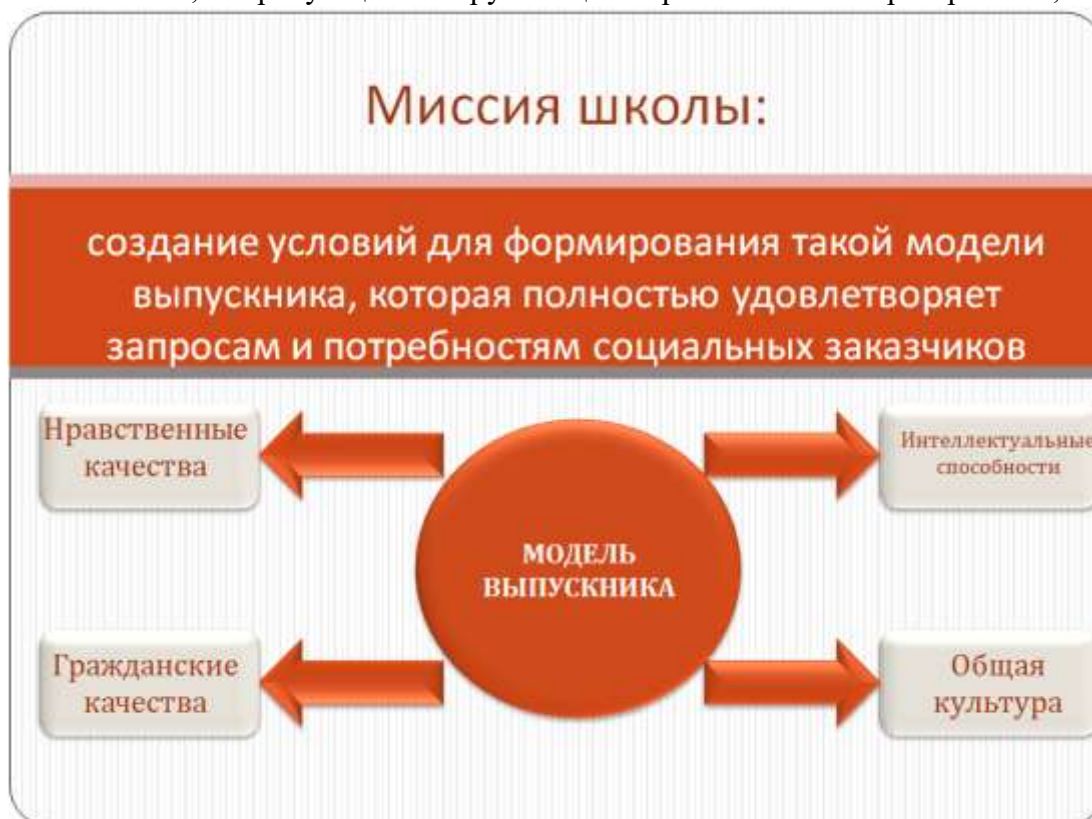 Миссия школы:
создание условий для формирования такой модели
выпускника, которая полностью удовлетворяет
запросам и потребностям социальных заказчиков
Нравственные
качества
Интеллектуальные
способности
МОДЕЛЬ
ВЫПУСКНИКА
Гражданские
качества
Общая
культура